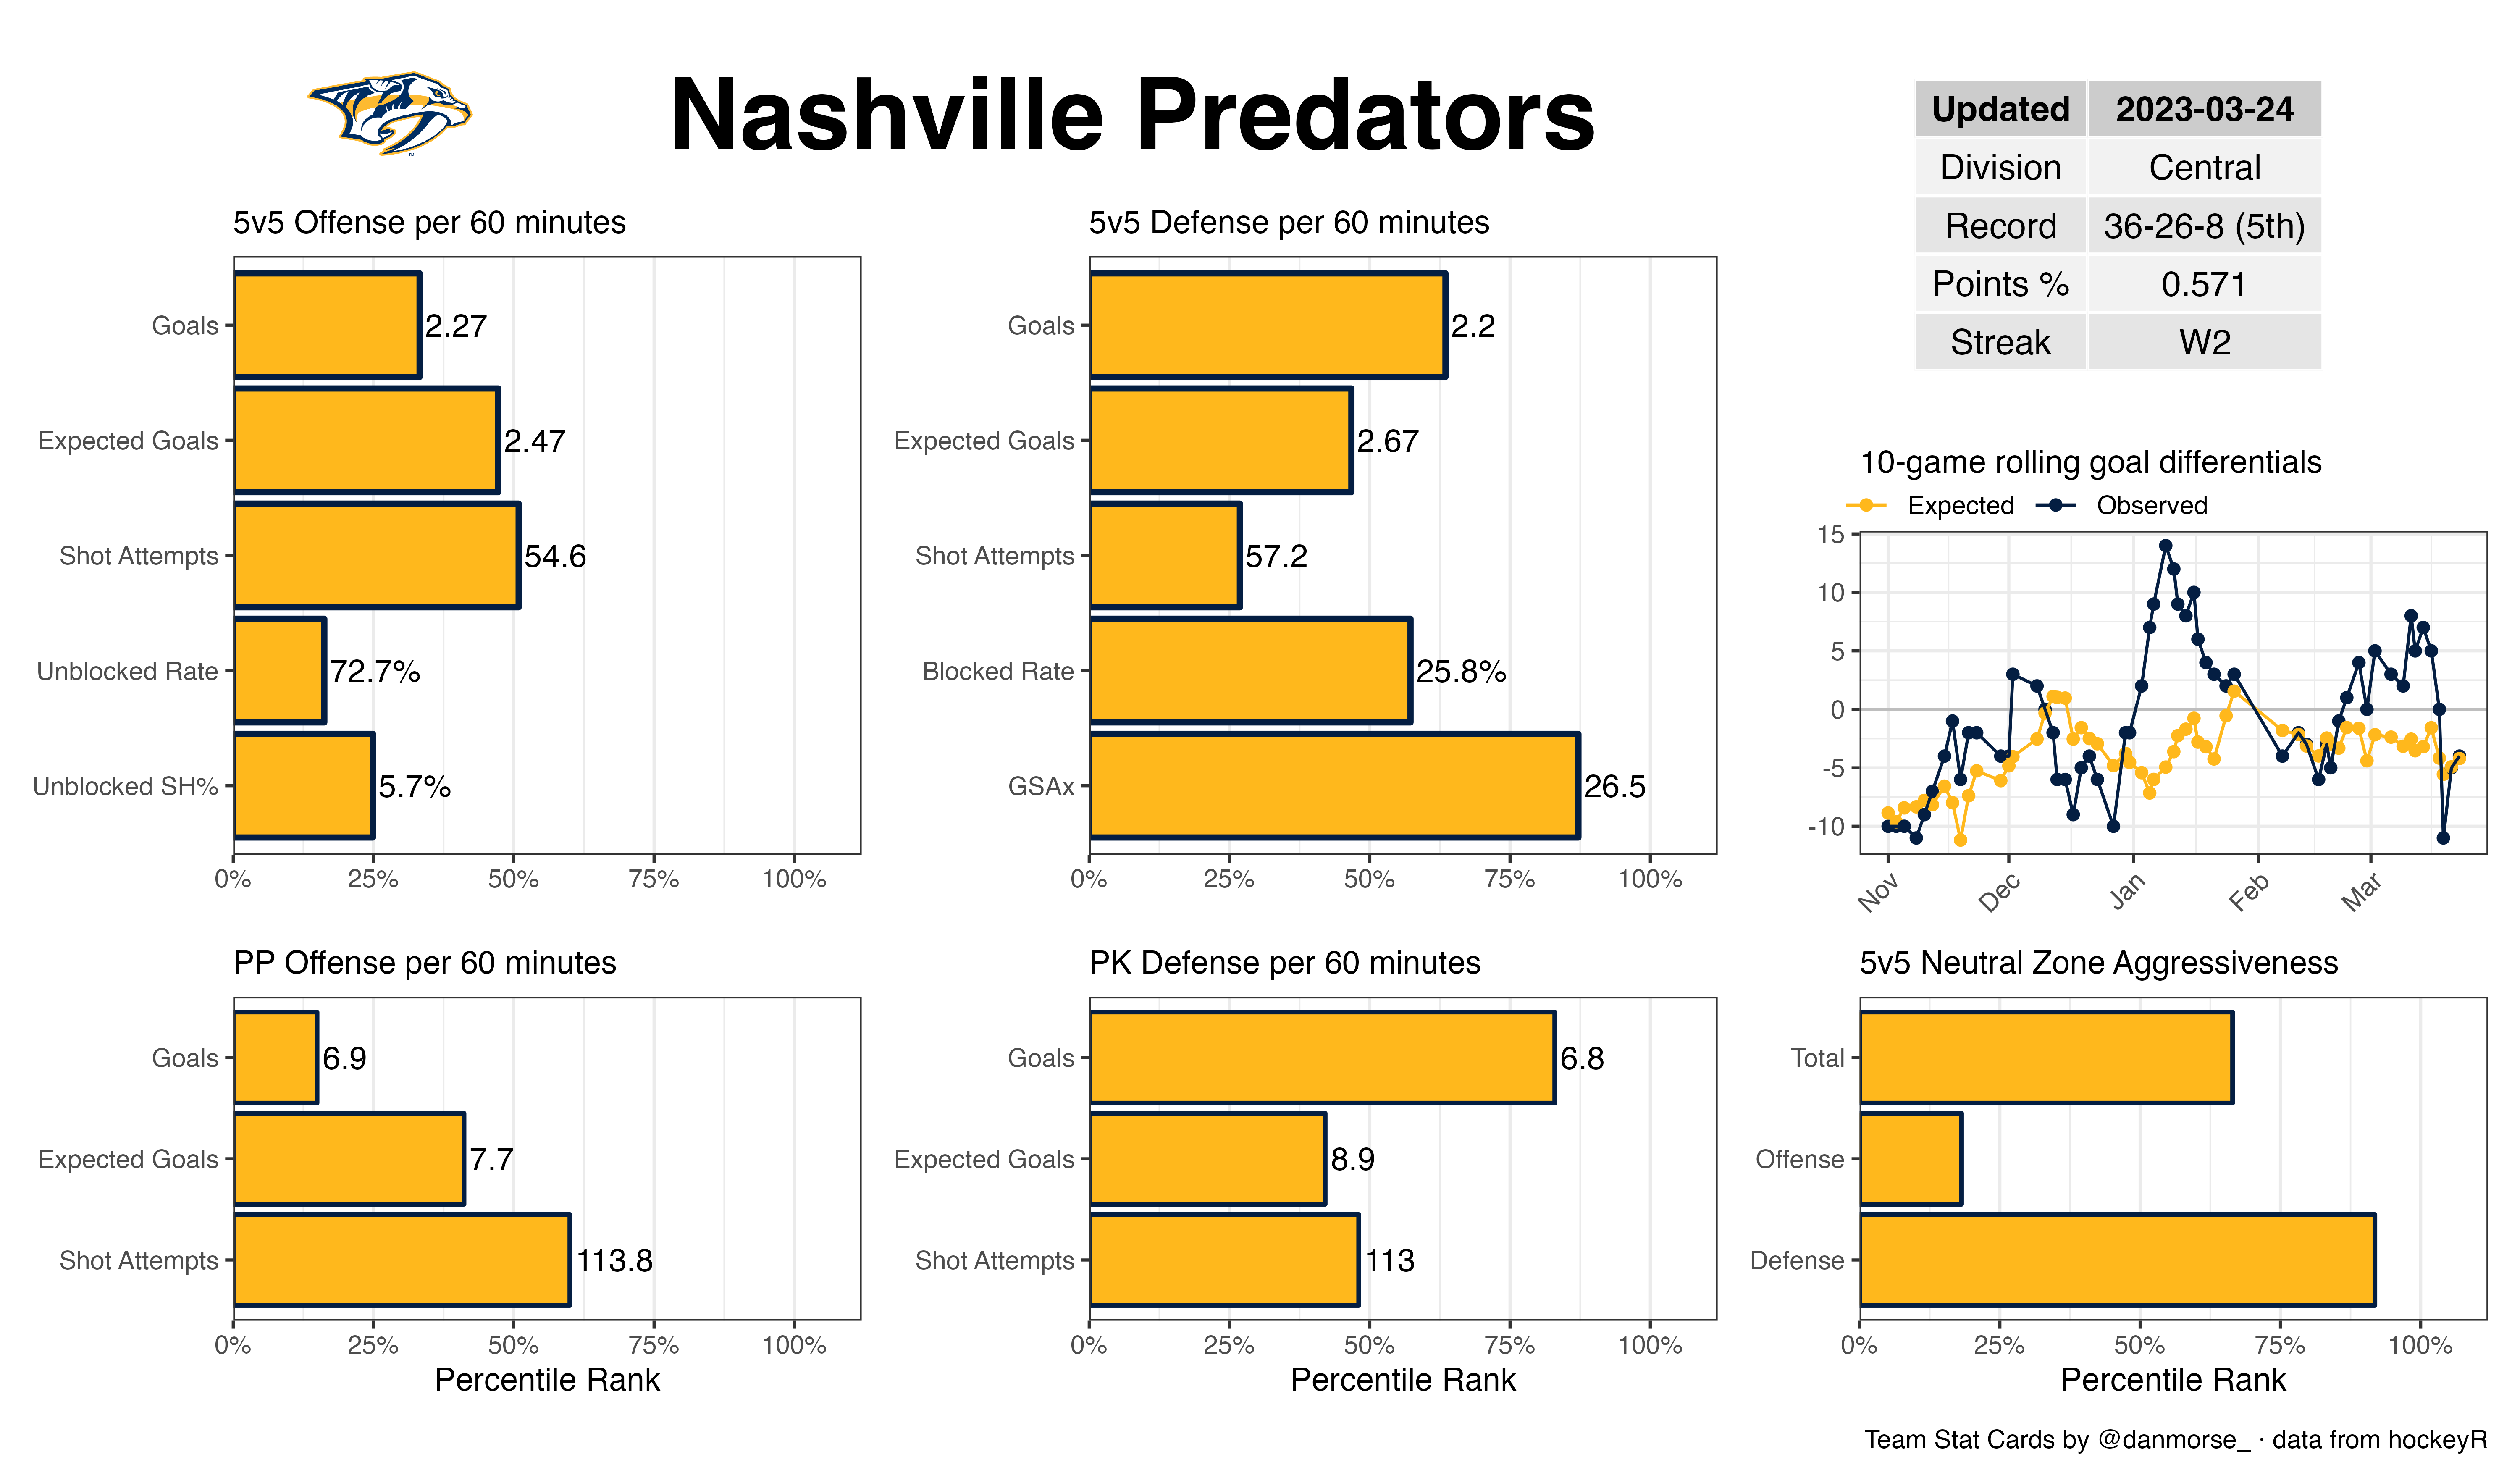 Nashville Predators
Updated 2023-03-24
Division Central
Record 36-26-8 (5th)
Points % 0.571
Streak W2
5v5 Offense per 60 minutes
Goals 2.27
Expected Goals 2.47
Shot Attempts 54.6
Unblocked Rate 72.7%
Unblocked SH% 5.7%
0% 25% 50% 75% 100%
5v5 Defense per 60 minutes
Goals 2.2
Expected Goals 2.67
Shot Attempts 57.2
Blocked Rate 25.8%
GSAx 26.5
0% 25% 50% 75% 100%
10-game rolling goal differentials
Expected Observed
15
10
5
0
-5
-10
Nov Dec Jan Feb Mar
PP Offense per 60 minutes
Goals 6.9
Expected Goals 7.7
Shot Attempts 113.8
0% 25% 50% 75% 100%
Percentile Rank
PK Defense per 60 minutes
Goals 6.8
Expected Goals 8.9
Shot Attempts 113
0% 25% 50% 75% 100%
Percentile Rank
5v5 Neutral Zone Aggressiveness
Total
Offense
Defense
0% 25% 50% 75% 100%
Percentile Rank
Team Stat Cards by @danmorse_ · data from hockeyR